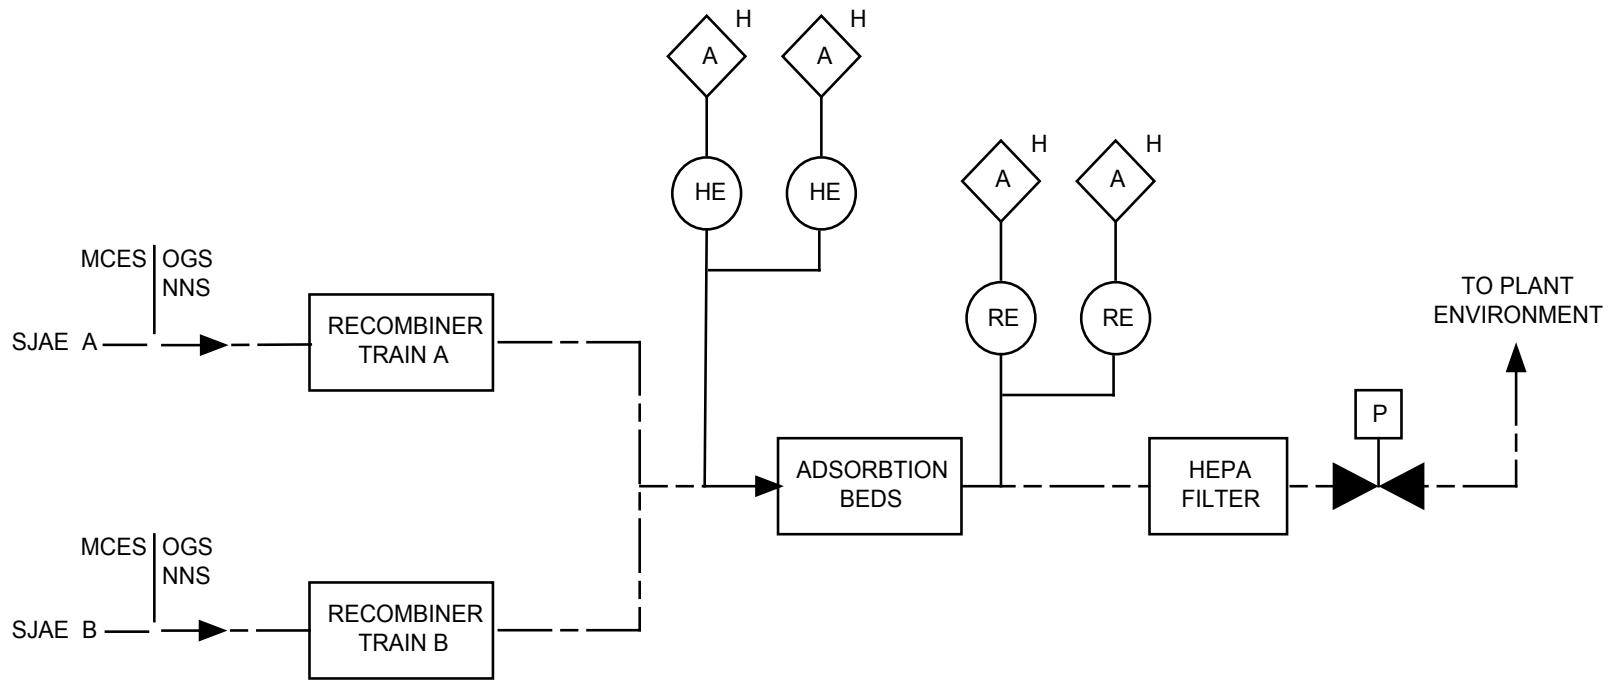 H
H
A
A
HE
HE
H
H
A
A
RE
RE
MCES
OGS
NNS
SJAE A
RECOMBINER
TRAIN A
TO PLANT
ENVIRONMENT
P
ADSORBTION
BEDS
HEPA
FILTER
MCES
OGS
NNS
SJAE B
RECOMBINER
TRAIN B